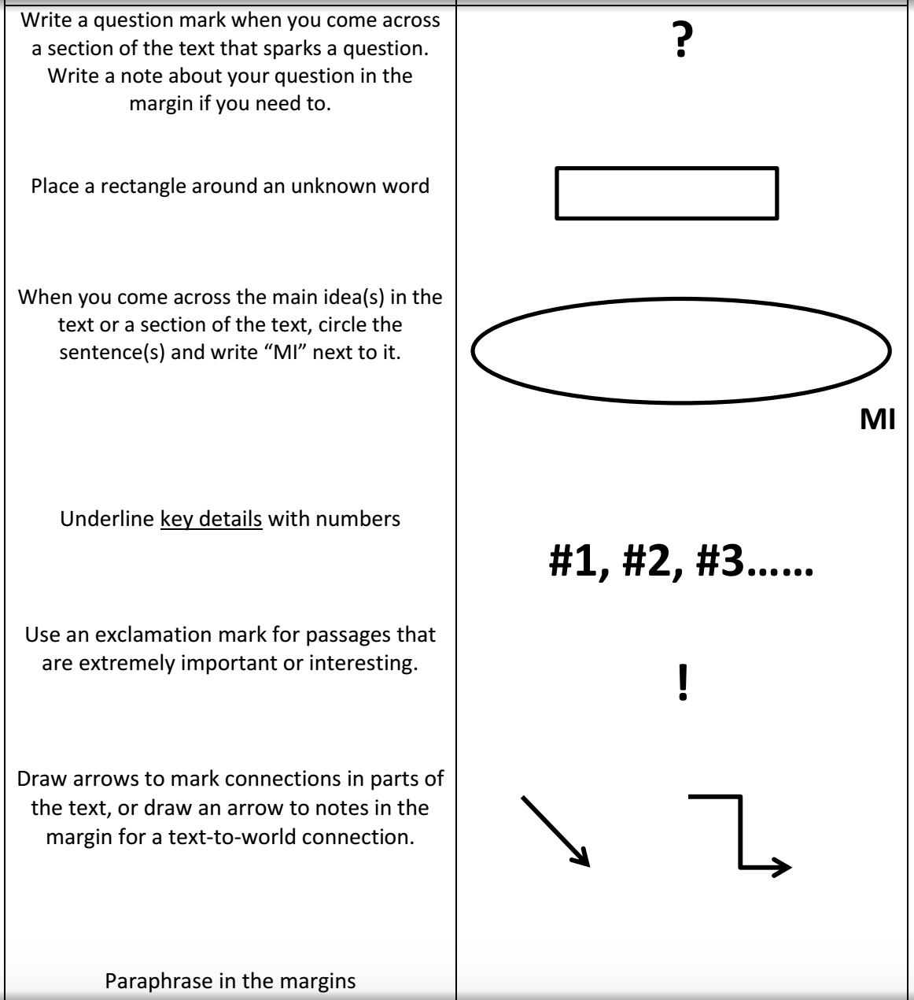 Write a question mark when you come across
a section of the text that sparks a question.
Write a note about your question in the
margin if you need to.
?
Place a rectangle around an unknown word
When you come across the main idea(s) in the
text or a section of the text, circle the
sentence(s) and write “MI” next to it.
MI
Underline key details with numbers
#1, #2, #3......
Use an exclamation mark for passages that
are extremely important or interesting.
!
Draw arrows to mark connections in parts of
the text, or draw an arrow to notes in the
margin for a text-to-world connection.
Paraphrase in the margins